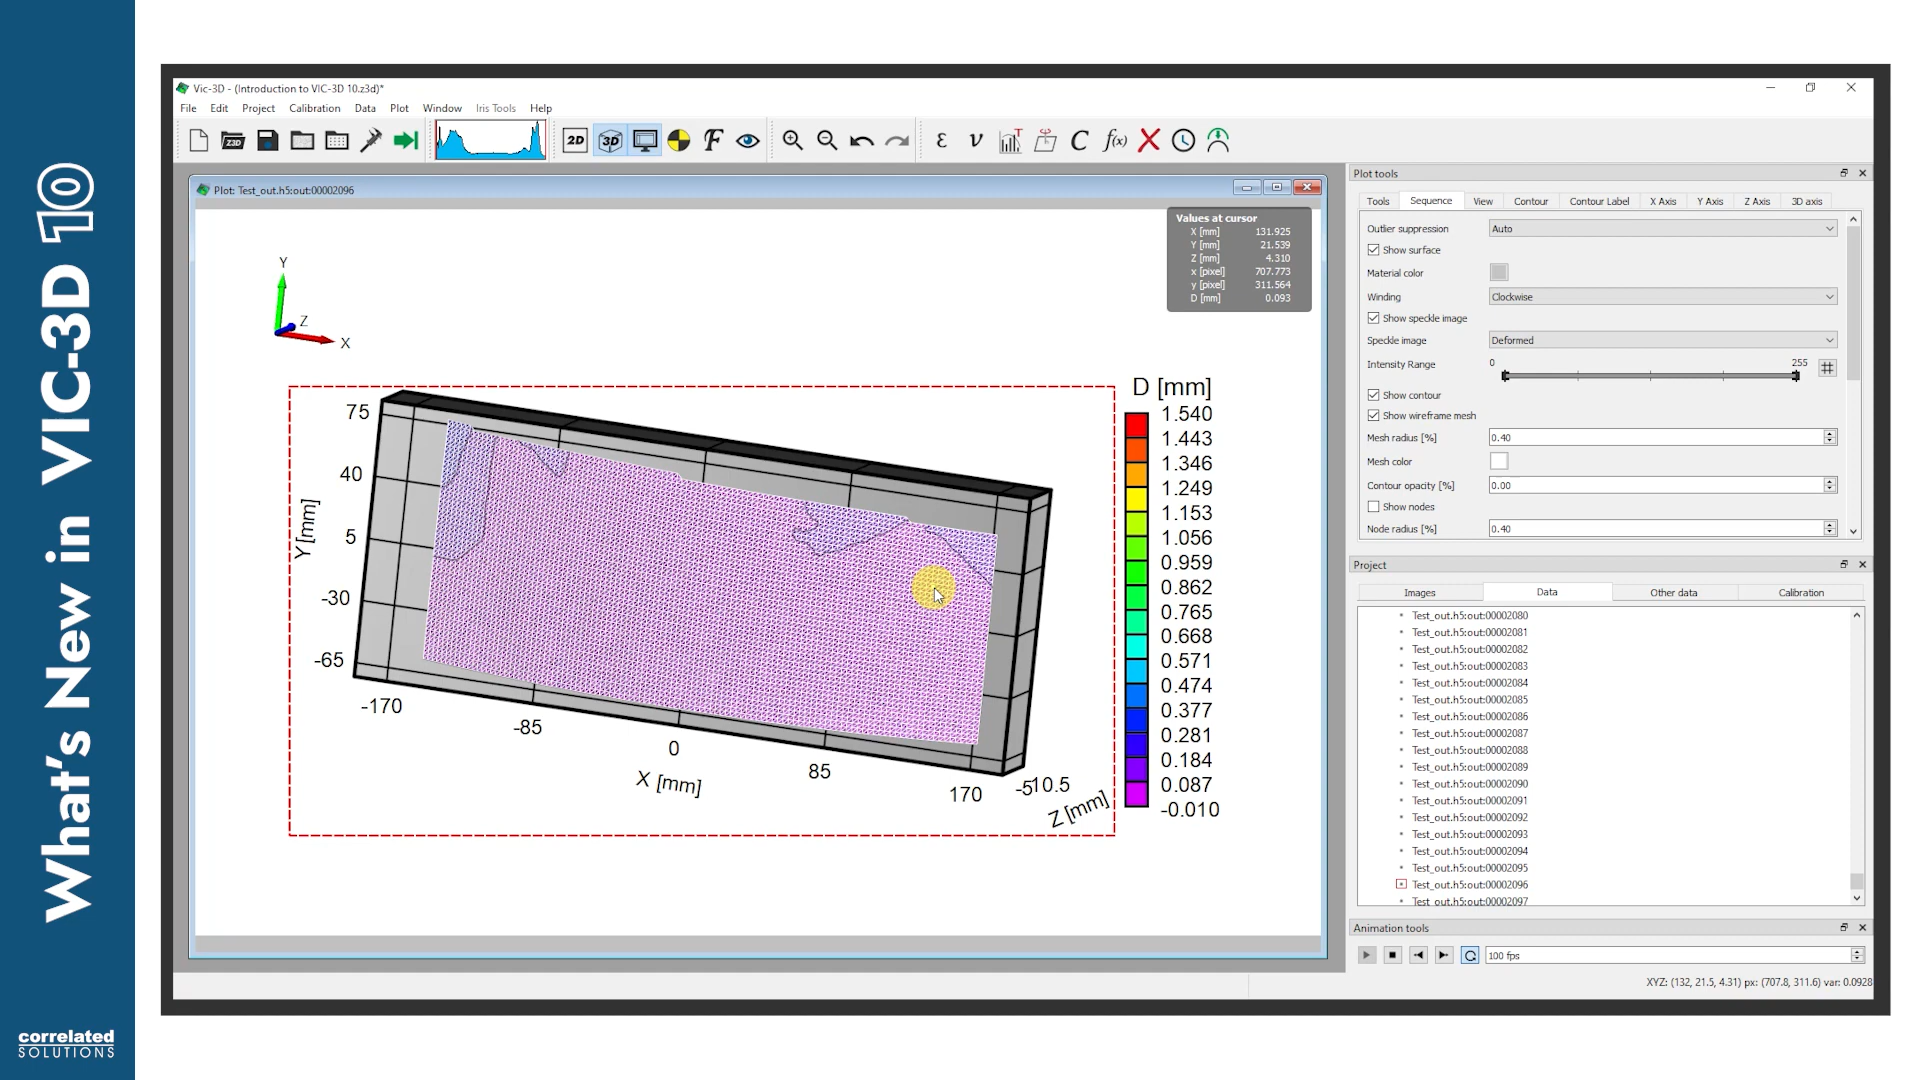 What's New in VIC-3D 10
correlated
SOLUTIONS
Vic-3D - (Introduction to VIC-3D 10.z3d)*
File Edit Project Calibration Data Plot Window Iris Tools Help
Z3D 2D 3D F ε ν T C f(x)
Plot: Test_out.h5:out:00002096
Values at cursor
X [mm] 131.925
Y [mm] 21.539
Z [mm] 4.310
x [pixel] 707.773
y [pixel] 311.564
D [mm] 0.093
Y
Z
X
D [mm]
1.540
1.443
1.346
1.249
1.153
1.056
0.959
0.862
0.765
0.668
0.571
0.474
0.377
0.281
0.184
0.087
-0.010
75
40
5
-30
-65
Y [mm]
-170
-85
0
85
170
X [mm]
-5
10.5
Z [mm]
Plot tools
Tools Sequence View Contour Contour Label X Axis Y Axis Z Axis 3D axis
Outlier suppression Auto
Show surface
Material color
Winding Clockwise
Show speckle image
Speckle image Deformed
Intensity Range 0 255
Show contour
Show wireframe mesh
Mesh radius [%] 0.40
Mesh color
Contour opacity [%] 0.00
Show nodes
Node radius [%] 0.40
Project
Images Data Other data Calibration
Test_out.h5:out:00002080
Test_out.h5:out:00002081
Test_out.h5:out:00002082
Test_out.h5:out:00002083
Test_out.h5:out:00002084
Test_out.h5:out:00002085
Test_out.h5:out:00002086
Test_out.h5:out:00002087
Test_out.h5:out:00002088
Test_out.h5:out:00002089
Test_out.h5:out:00002090
Test_out.h5:out:00002091
Test_out.h5:out:00002092
Test_out.h5:out:00002093
Test_out.h5:out:00002094
Test_out.h5:out:00002095
Test_out.h5:out:00002096
Test_out.h5:out:00002097
Animation tools
100 fps
XYZ: (132, 21.5, 4.31) px: (707.8, 311.6) var: 0.0928